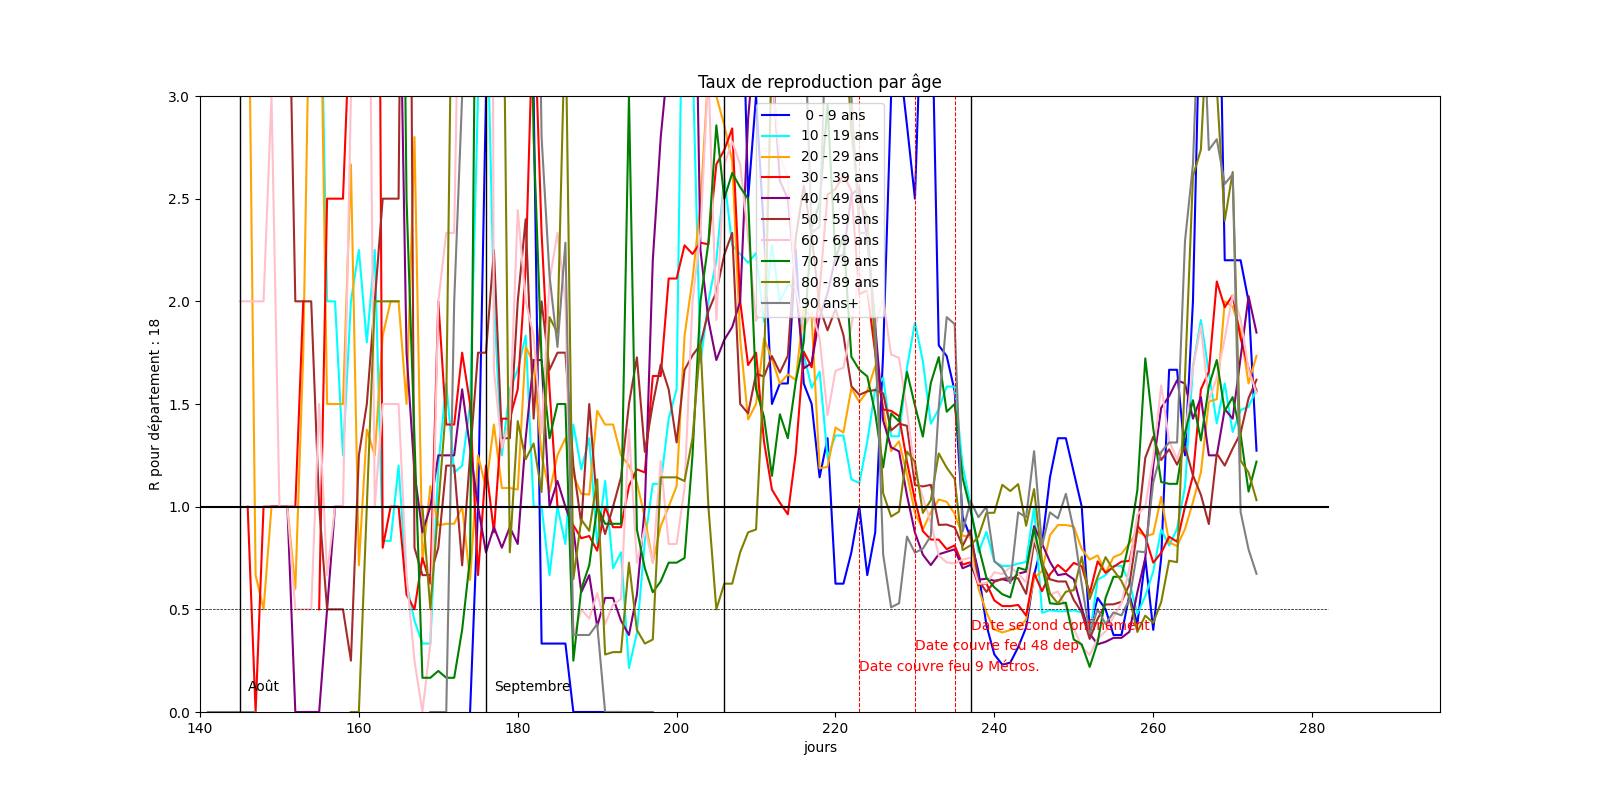 Taux de reproduction par âge
3.0
2.5
2.0
1.5
1.0
0.5
0.0
R pour département : 18
0 - 9 ans
10 - 19 ans
20 - 29 ans
30 - 39 ans
40 - 49 ans
50 - 59 ans
60 - 69 ans
70 - 79 ans
80 - 89 ans
90 ans+
Date second confinement
Date couvre feu 48 dep.
Date couvre feu 9 Métros.
Août
Septembre
140 160 180 200 220 240 260 280
jours